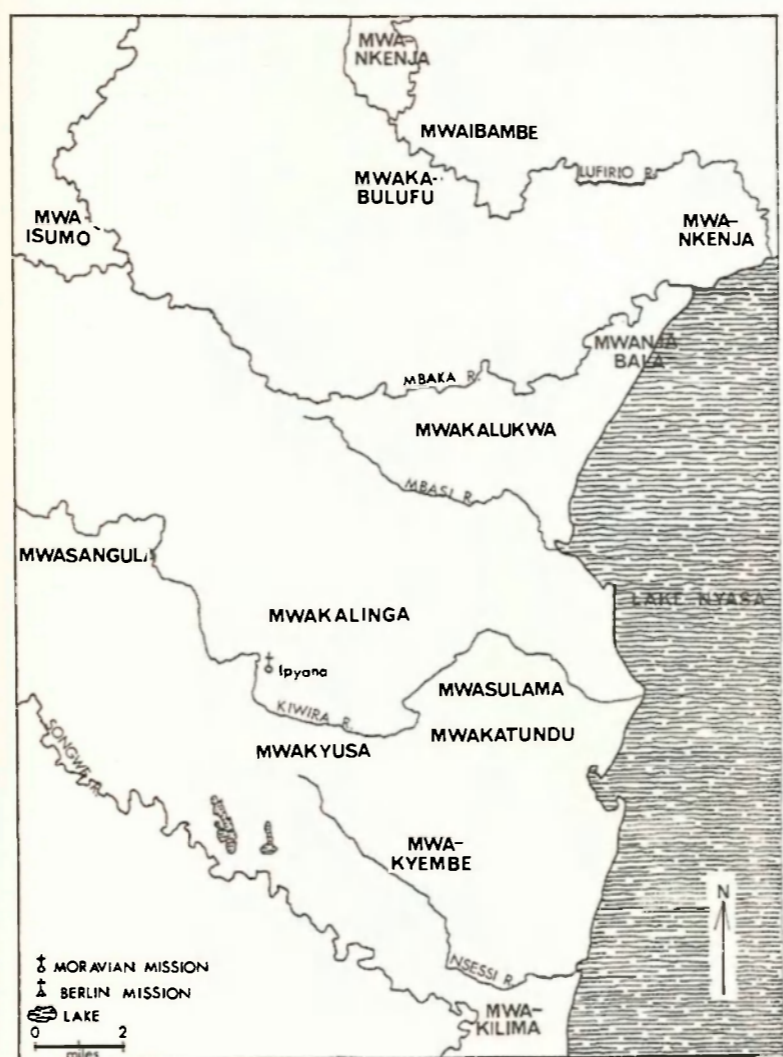 MWA-
NKENJA
MWAIBAMBE
LUFIRIO R.
MWAKA-
BULUFU
MWA-
ISUMO
MWA-
NKENJA
MWANJA
BALA
MBAKA R.
MWAKALUKWA
MBASI R.
MWASANGULA
LAKE NYASA
MWAKALINGA
Ipyana
MWASULAMA
KIWIRA R.
MWAKATUNDU
MWAKYUSA
SONGWE R.
MWA-
KYEMBE
N
MORAVIAN MISSION
BERLIN MISSION
LAKE
0 2
miles
NSESSI R.
MWA-
KILIMA